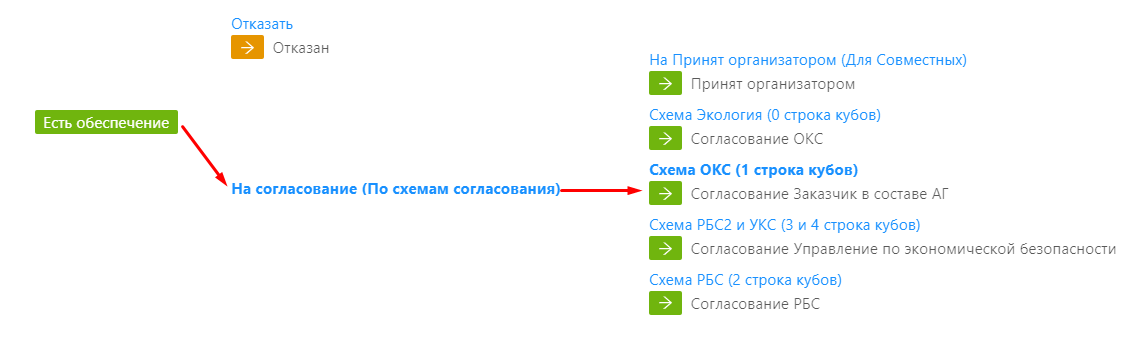 Отказать
Отказан
На Принят организатором (Для Совместных)
Принят организатором
Схема Экология (0 строка кубов)
Есть обеспечение
Согласование ОКС
Схема ОКС (1 строка кубов)
На согласование (По схемам согласования)
Согласование Заказчик в составе АГ
Схема РБС2 и УКС (3 и 4 строка кубов)
Согласование Управление по экономической безопасности
Схема РБС (2 строка кубов)
Согласование РБС